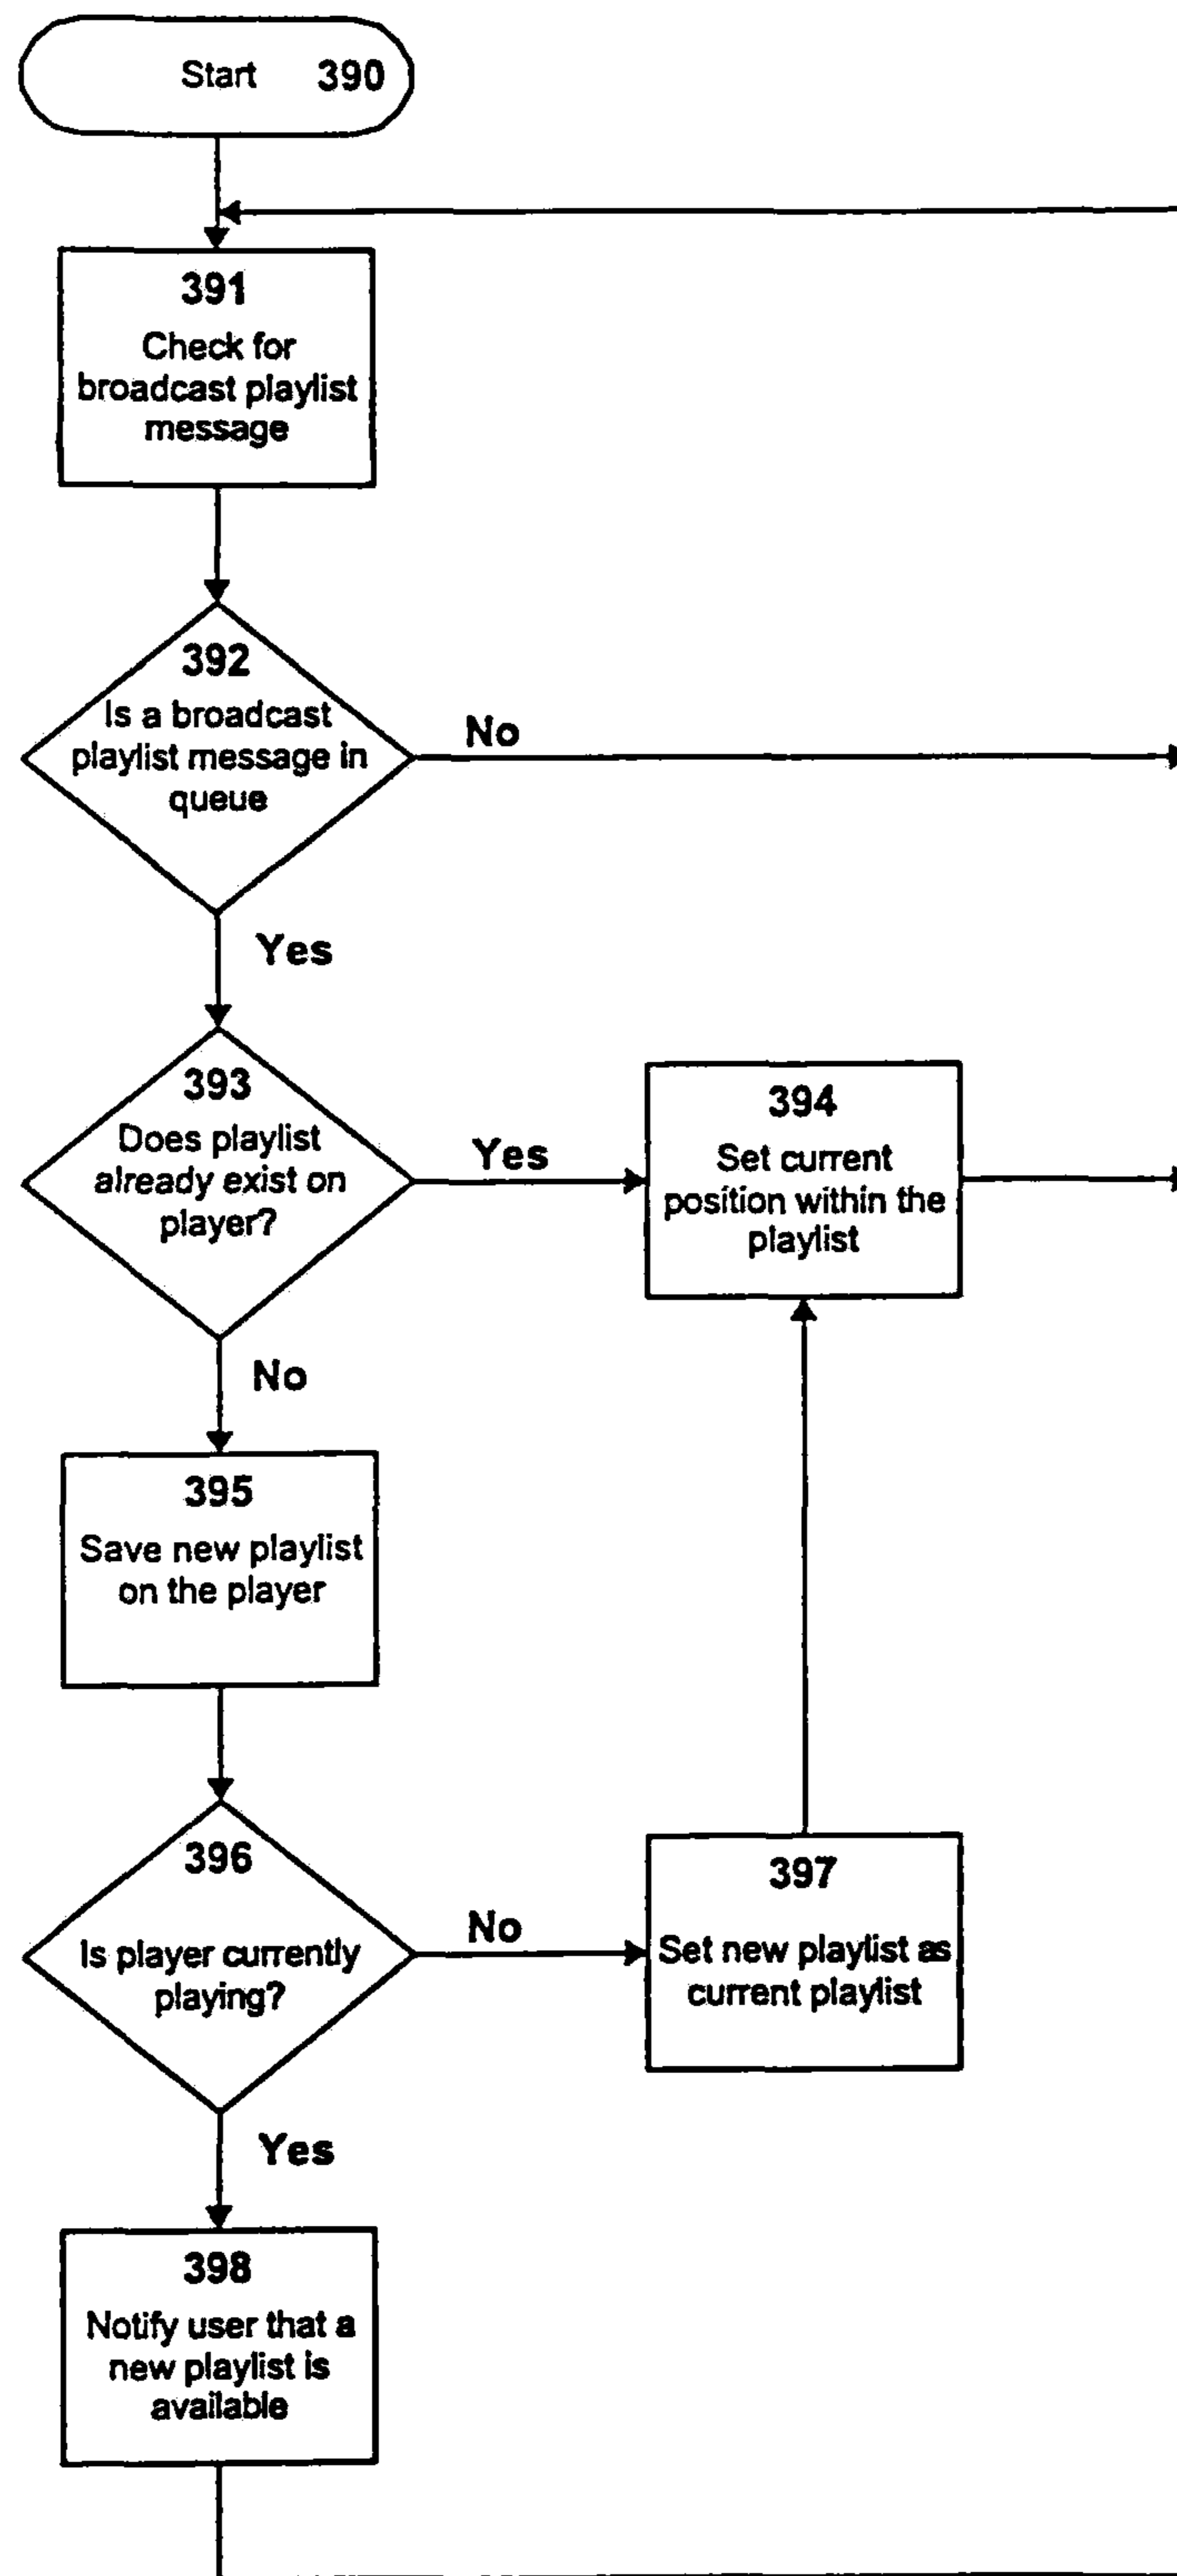 Start 390
391
Check for
broadcast playlist
message
392
Is a broadcast
playlist message in
queue
No
Yes
393
Does playlist
already exist on
player?
Yes
394
Set current
position within the
playlist
No
395
Save new playlist
on the player
396
Is player currently
playing?
No
397
Set new playlist as
current playlist
Yes
398
Notify user that a
new playlist is
available